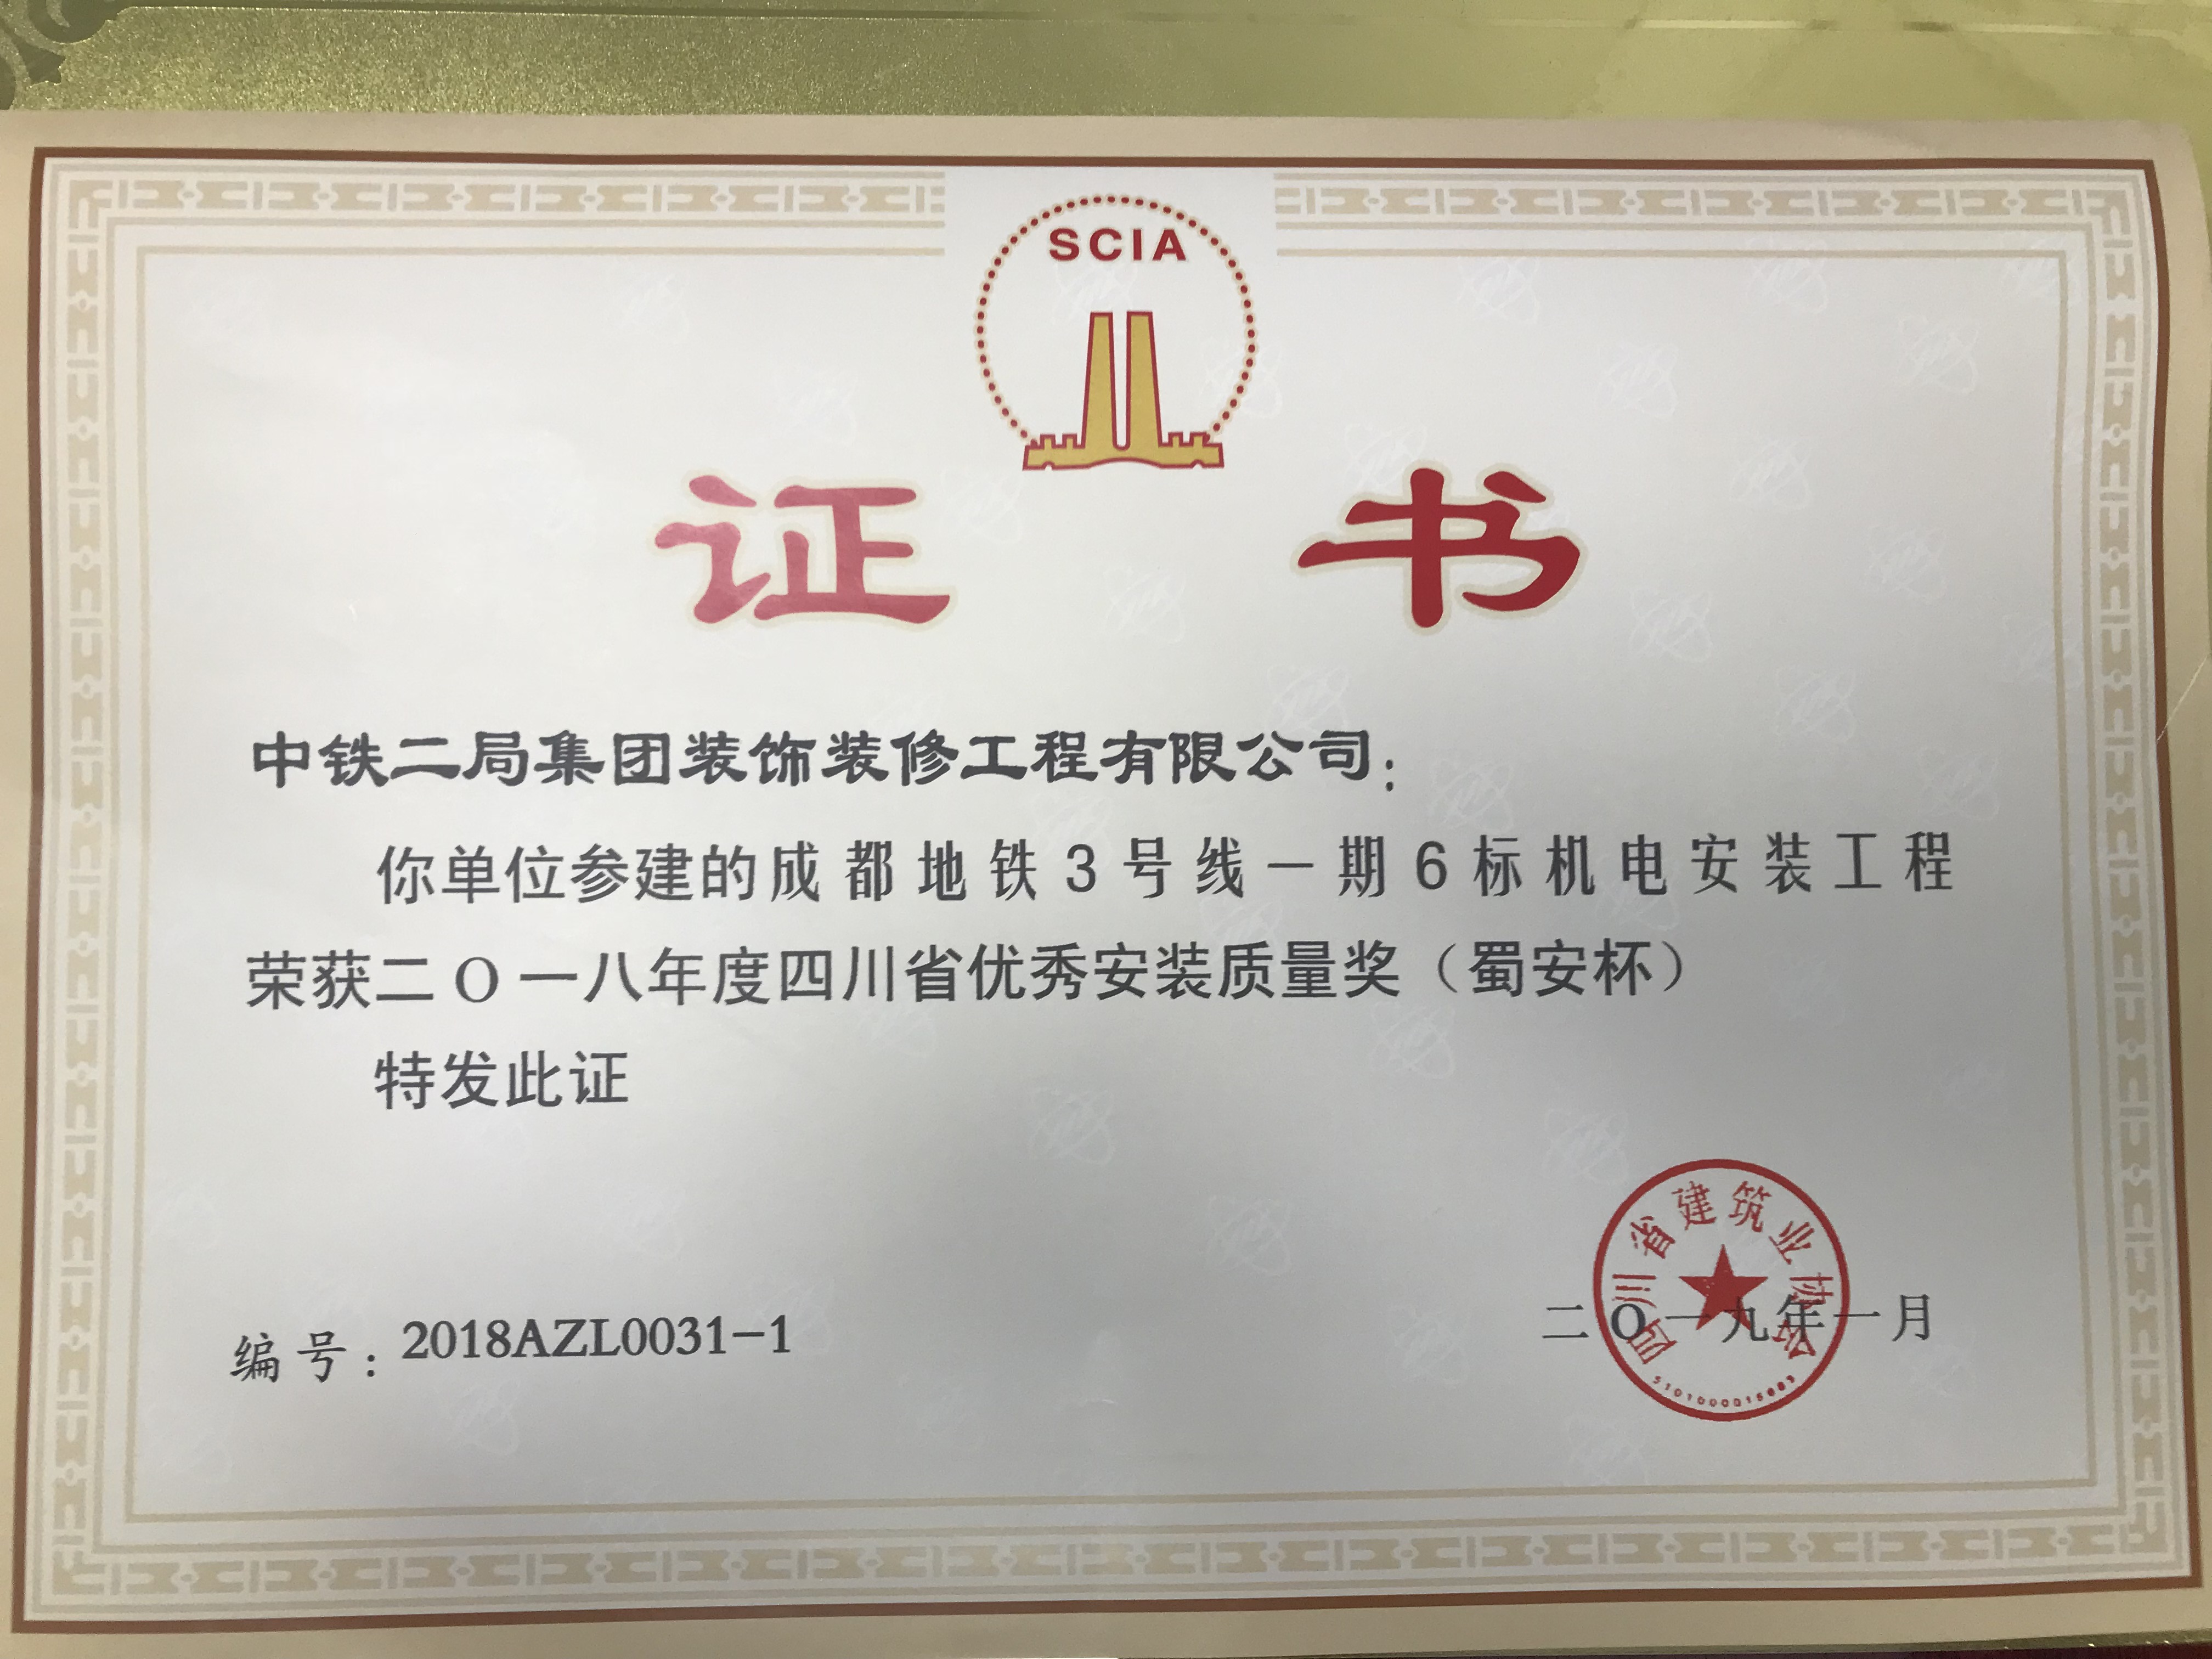 SCIA
证 书
中铁二局集团装饰装修工程有限公司：
你单位参建的成都地铁3号线一期6标机电安装工程
荣获二O一八年度四川省优秀安装质量奖（蜀安杯）
特发此证
四川省建筑业协会
二O一九年一月
编号：2018AZL0031-1